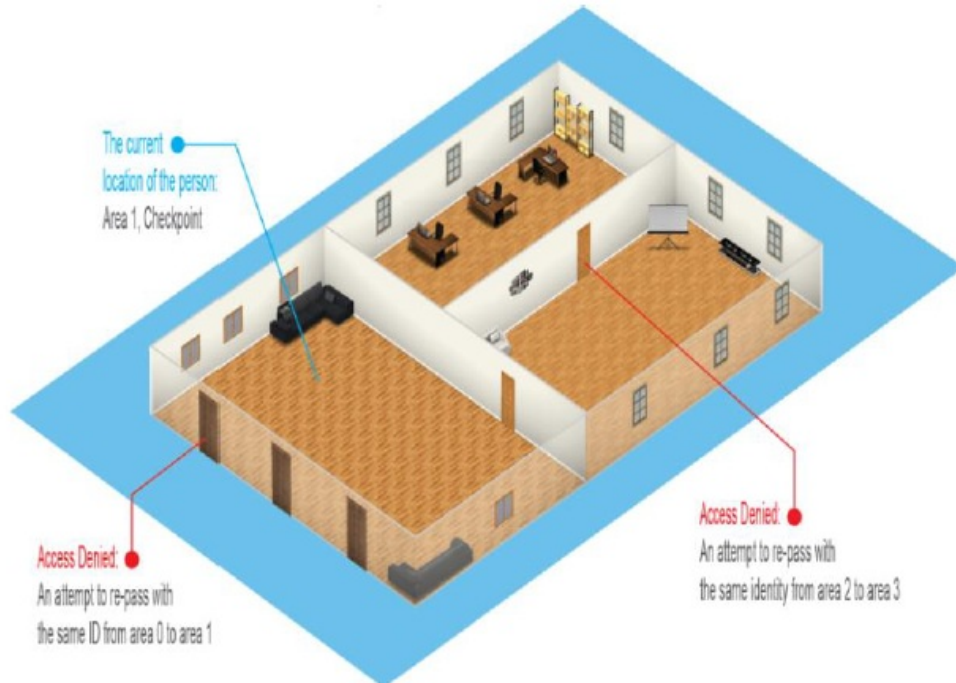 The current
location of the person:
Area 1, Checkpoint
Access Denied:
An attempt to re-pass with
the same ID from area 0 to area 1
Access Denied:
An attempt to re-pass with
the same identity from area 2 to area 3